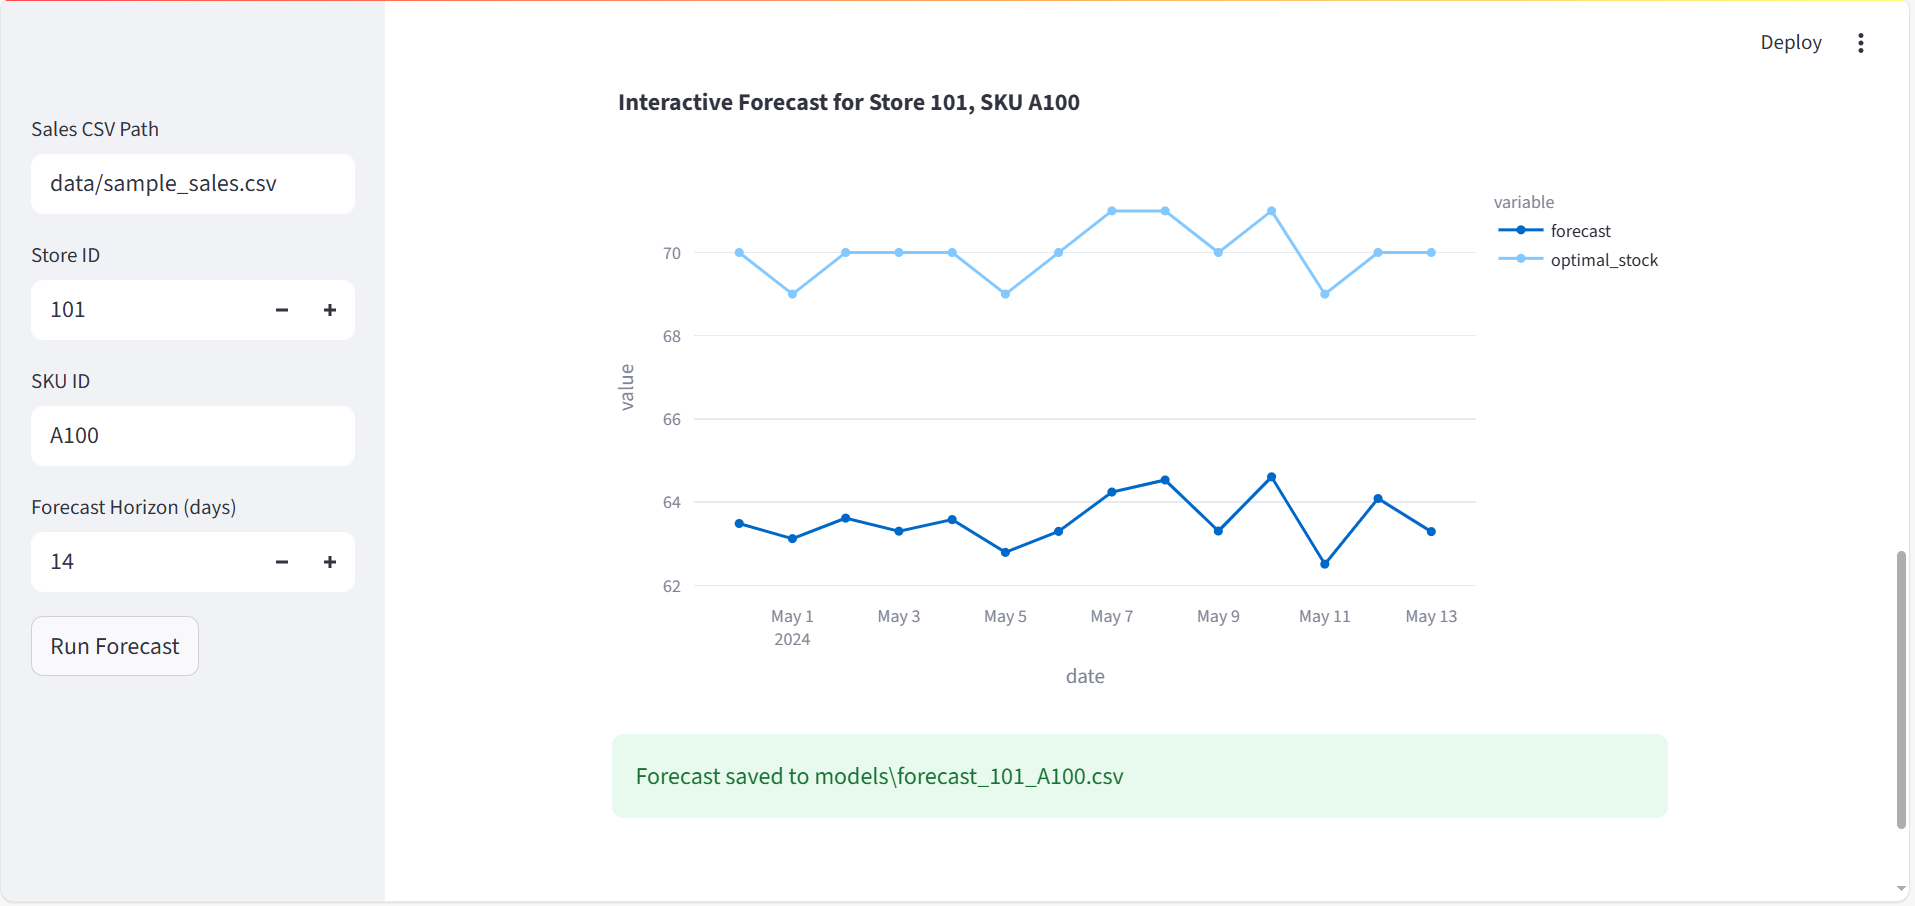 Deploy
Sales CSV Path
data/sample_sales.csv
Store ID
101
SKU ID
A100
Forecast Horizon (days)
14
Run Forecast
Interactive Forecast for Store 101, SKU A100
variable
forecast
optimal_stock
value
70
68
66
64
62
May 1 May 3 May 5 May 7 May 9 May 11 May 13
2024
date
Forecast saved to models\forecast_101_A100.csv